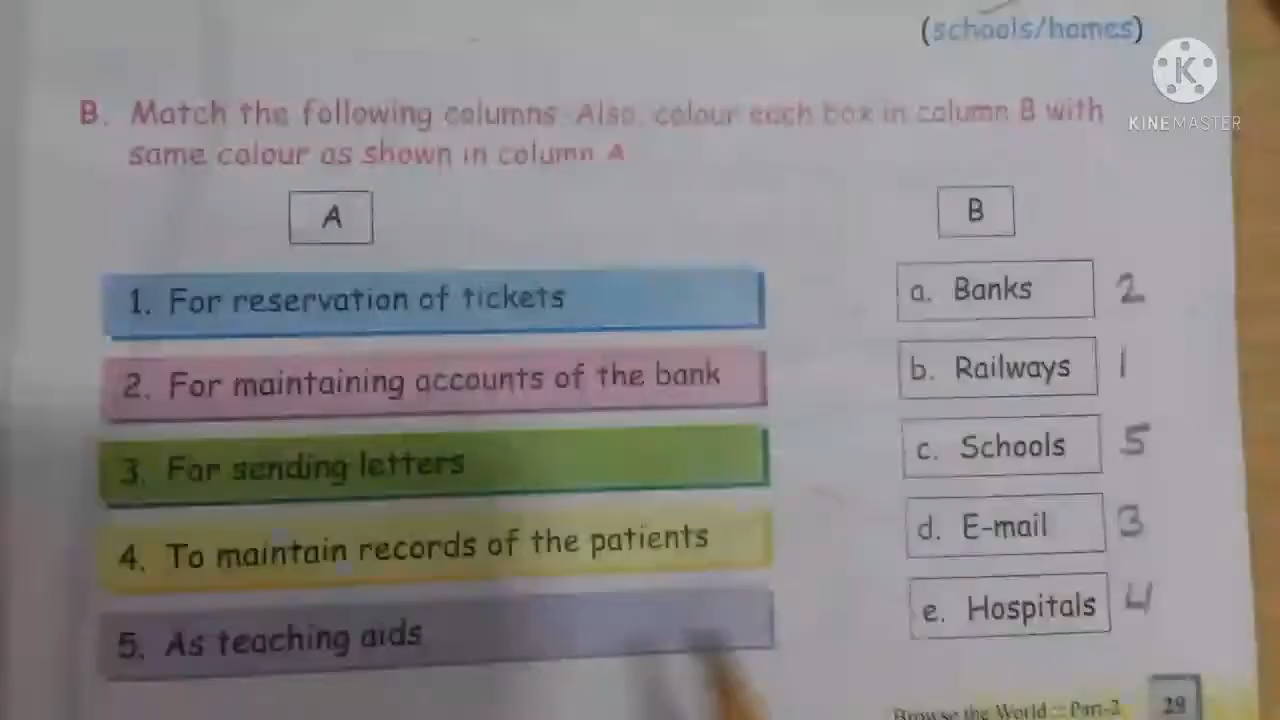 (schools/homes)
KINEMASTER
B. Match the following columns. Also, colour each box in column B with
same colour as shown in column A
A
B
1. For reservation of tickets
a. Banks 2
2. For maintaining accounts of the bank
b. Railways 1
3. For sending letters
c. Schools 5
4. To maintain records of the patients
d. E-mail 3
5. As teaching aids
e. Hospitals 4
Browse the World : Part-2 29